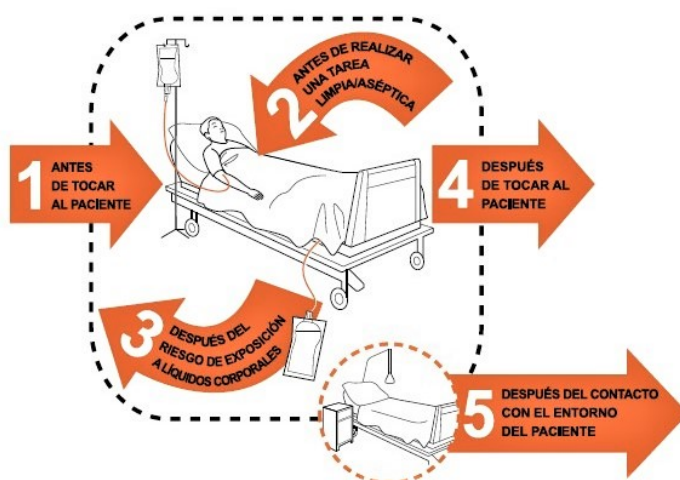 1 ANTES
DE TOCAR
AL PACIENTE
2 ANTES DE REALIZAR
UNA TAREA
LIMPIA/ASÉPTICA
3 DESPUÉS DEL
RIESGO DE EXPOSICIÓN
A LÍQUIDOS CORPORALES
4 DESPUÉS
DE TOCAR AL
PACIENTE
5 DESPUÉS DEL CONTACTO
CON EL ENTORNO
DEL PACIENTE